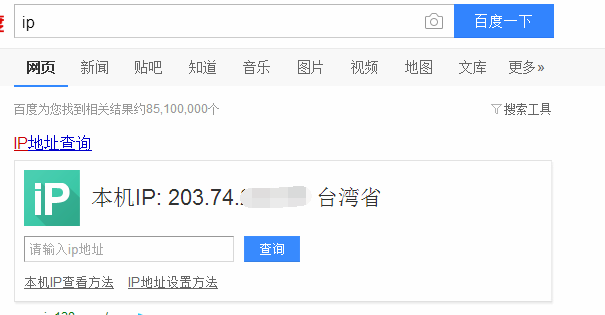 ip
百度一下
网页 新闻 贴吧 知道 音乐 图片 视频 地图 文库 更多»
百度为您找到相关结果约85,100,000个 搜索工具
IP地址查询
iP 本机IP: 203.74. 台湾省
请输入ip地址 查询
本机IP查看方法 IP地址设置方法